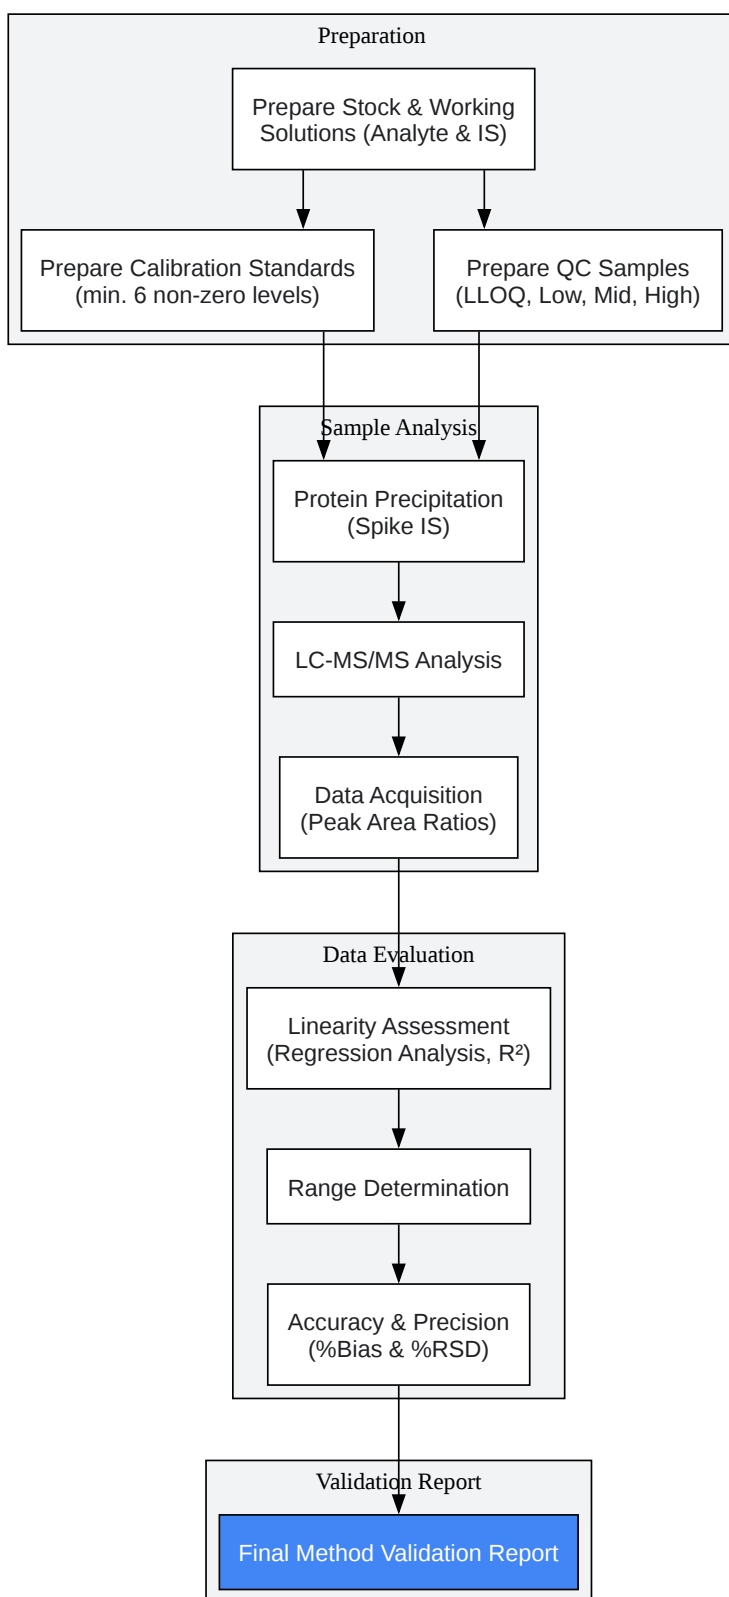 Preparation
Prepare Stock & Working
Solutions (Analyte & IS)
Prepare Calibration Standards
(min. 6 non-zero levels)
Prepare QC Samples
(LLOQ, Low, Mid, High)
Sample Analysis
Protein Precipitation
(Spike IS)
LC-MS/MS Analysis
Data Acquisition
(Peak Area Ratios)
Data Evaluation
Linearity Assessment
(Regression Analysis, R²)
Range Determination
Accuracy & Precision
(%Bias & %RSD)
Validation Report
Final Method Validation Report